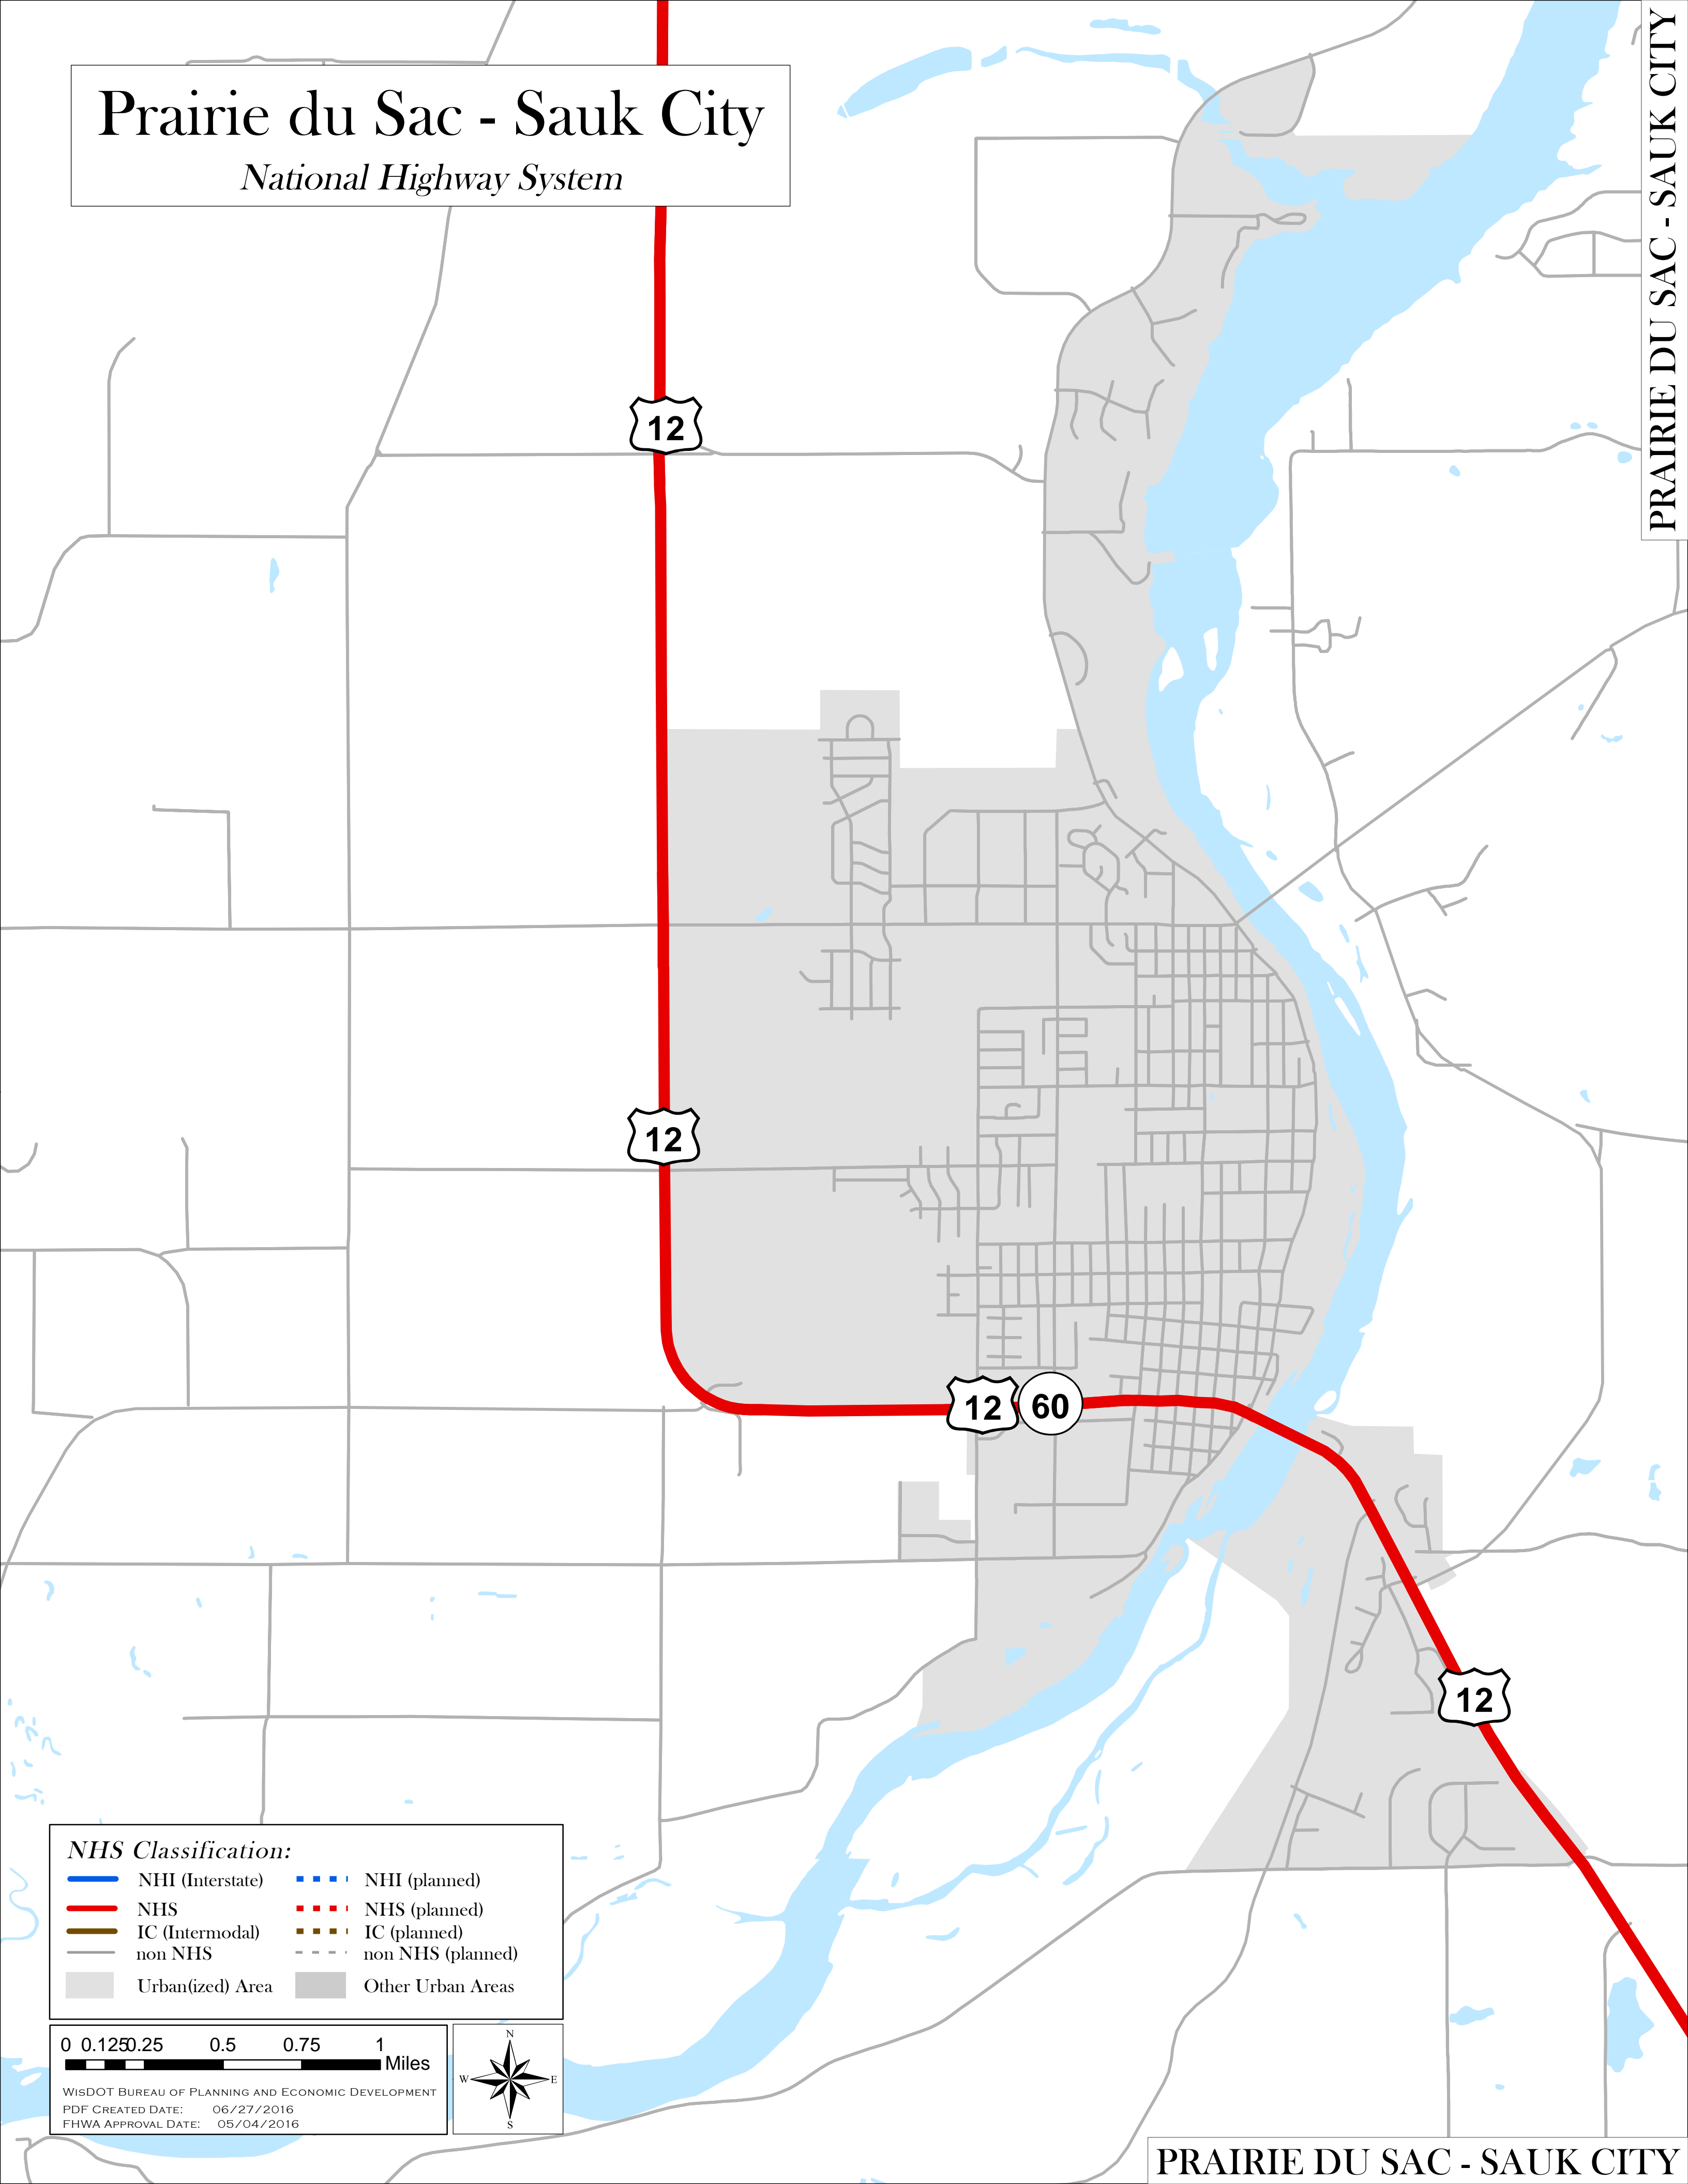 Prairie du Sac - Sauk City
National Highway System
PRAIRIE DU SAC - SAUK CITY
12
12
12 60
12
NHS Classification:
NHI (Interstate) NHI (planned)
NHS NHS (planned)
IC (Intermodal) IC (planned)
non NHS non NHS (planned)
Urban(ized) Area Other Urban Areas
0 0.125 0.25 0.5 0.75 1
Miles
WisDOT Bureau of Planning and Economic Development
PDF Created Date: 06/27/2016
FHWA Approval Date: 05/04/2016
N
W E
S
PRAIRIE DU SAC - SAUK CITY